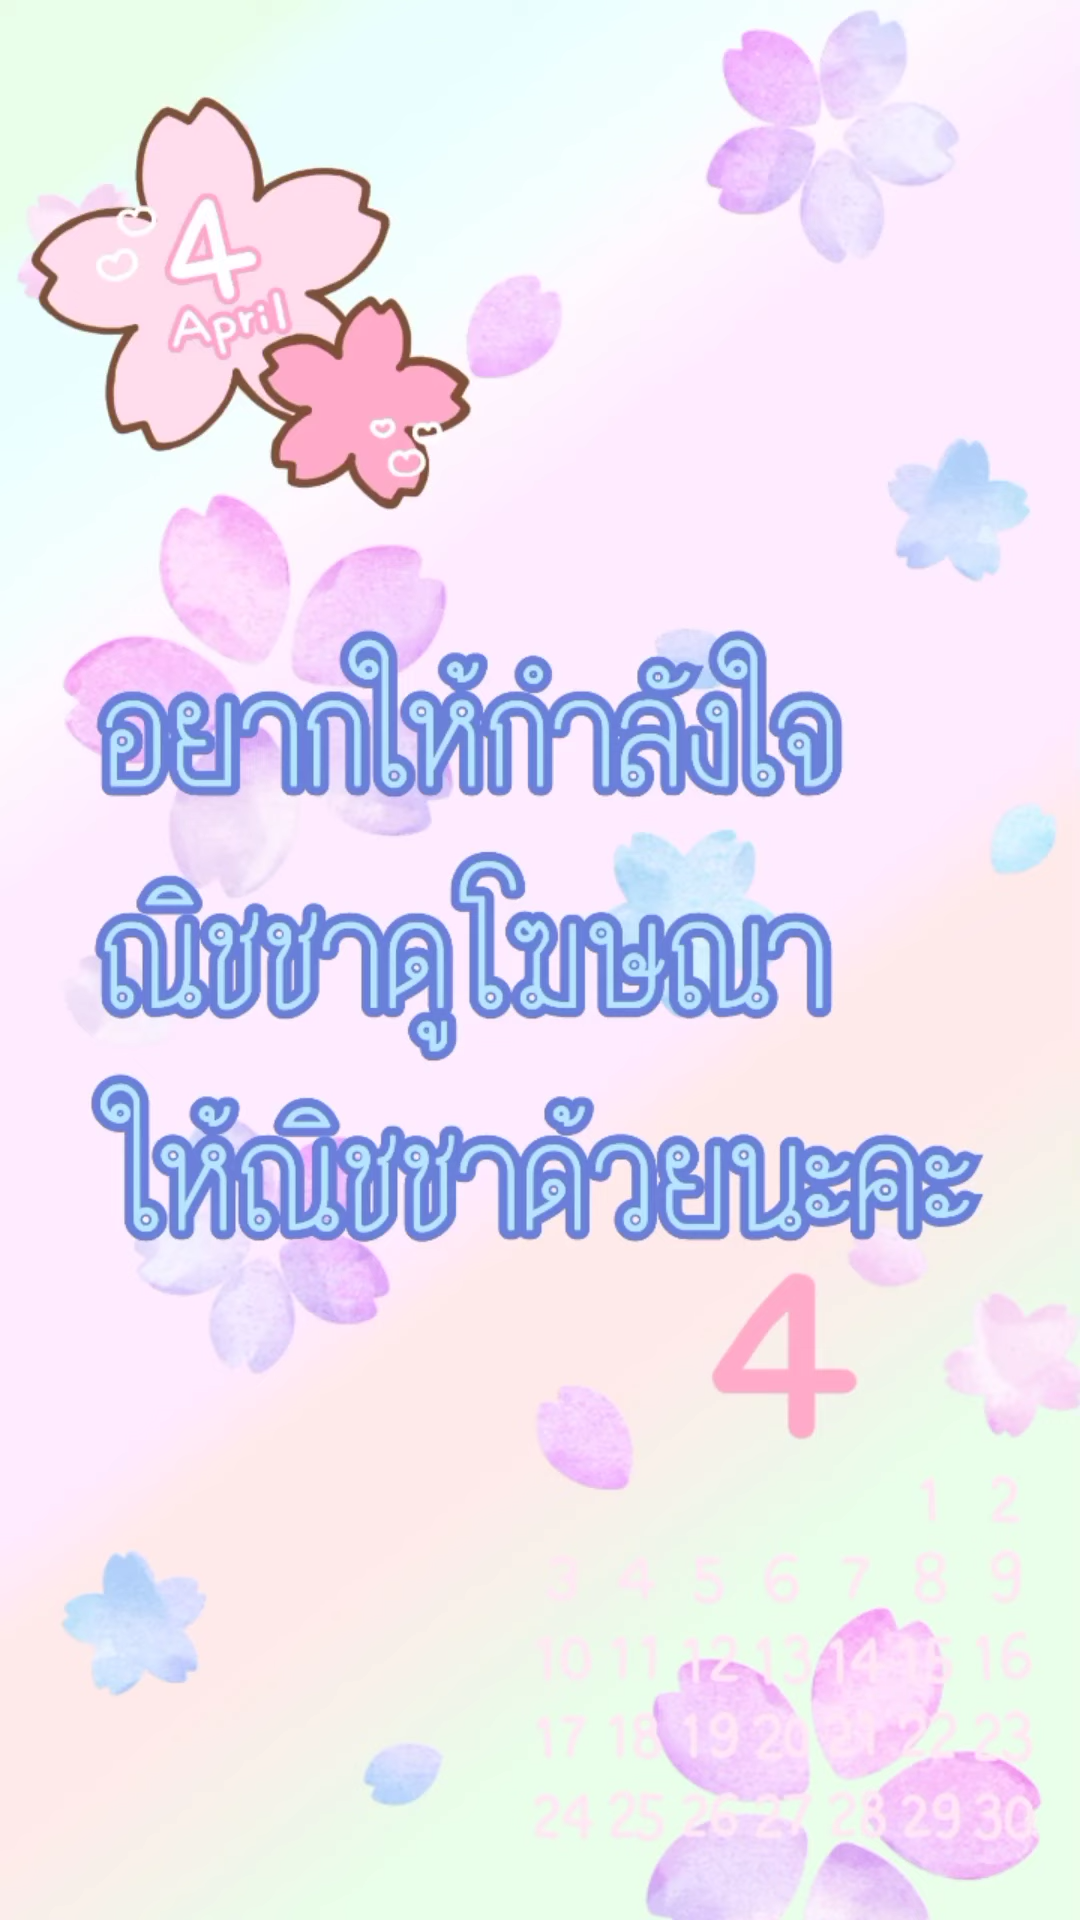 4
April
อยากให้กำลังใจ
ณิชชาดูโฆษณา
ให้ณิชชาด้วยนะคะ
4
1 2
3 4 5 6 7 8 9
10 11 12 13 14 15 16
17 18 19 20 21 22 23
24 25 26 27 28 29 30